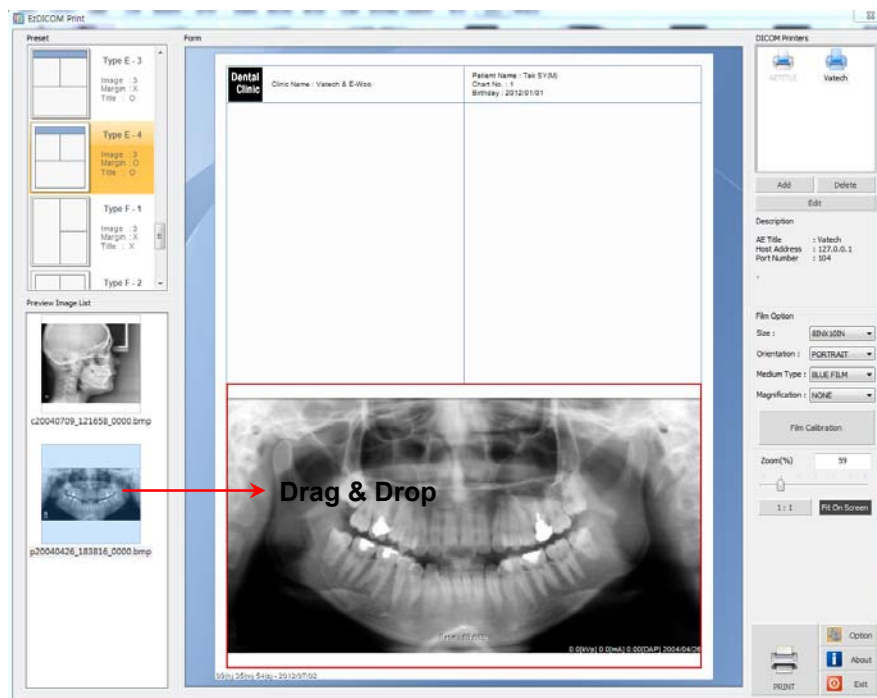 EzDICOM Print
Preset
Type E - 3
Image : 3
Margin : X
Title : O
Type E - 4
Image : 3
Margin : O
Title : O
Type F - 1
Image : 3
Margin : X
Title : X
Type F - 2
Preview Image List
c20040709_121658_0000.bmp
p20040426_183816_0000.bmp
Form
Dental
Clinic
Clinic Name : Vatech & E-Woo
Patient Name : Tak SY(M)
Chart No. : 1
Birthday : 2012/01/01
Drag & Drop
0.0[kVp] 0.0[mA] 0.00[DAP] 2004/04/26
DICOM Printers
AETITLE
Vatech
Add
Delete
Edit
Description
AE Title : Vatech
Host Address : 127.0.0.1
Port Number : 104
-
Film Option
Size : 8INX10IN
Orientation : PORTRAIT
Medium Type : BLUE FILM
Magnification : NONE
Film Calibration
Zoom(%) 59
1 : 1
Fit On Screen
PRINT
Option
About
Exit